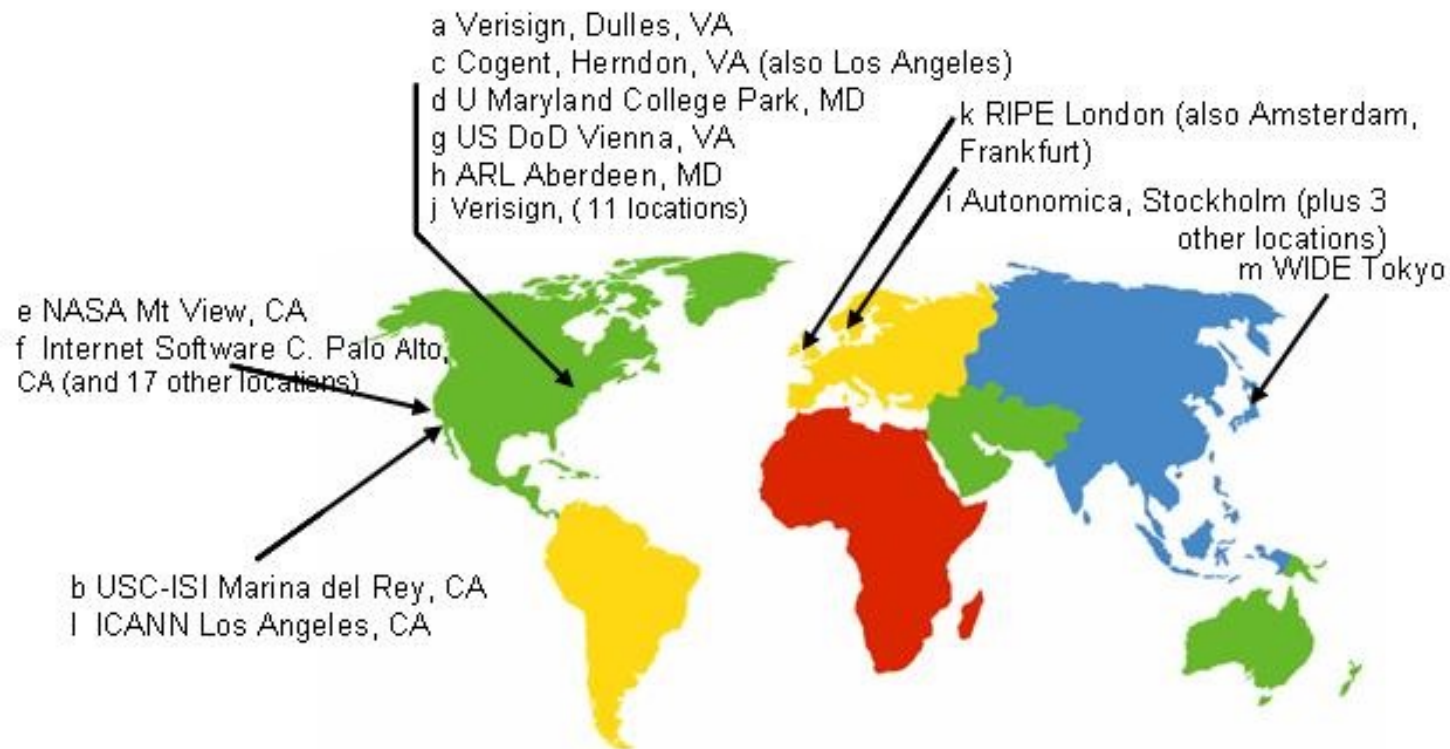 a Verisign, Dulles, VA
c Cogent, Herndon, VA (also Los Angeles)
d U Maryland College Park, MD
g US DoD Vienna, VA
h ARL Aberdeen, MD
j Verisign, ( 11 locations)
k RIPE London (also Amsterdam,
Frankfurt)
i Autonomica, Stockholm (plus 3
other locations)
m WIDE Tokyo
e NASA Mt View, CA
f Internet Software C. Palo Alto,
CA (and 17 other locations)
b USC-ISI Marina del Rey, CA
l ICANN Los Angeles, CA